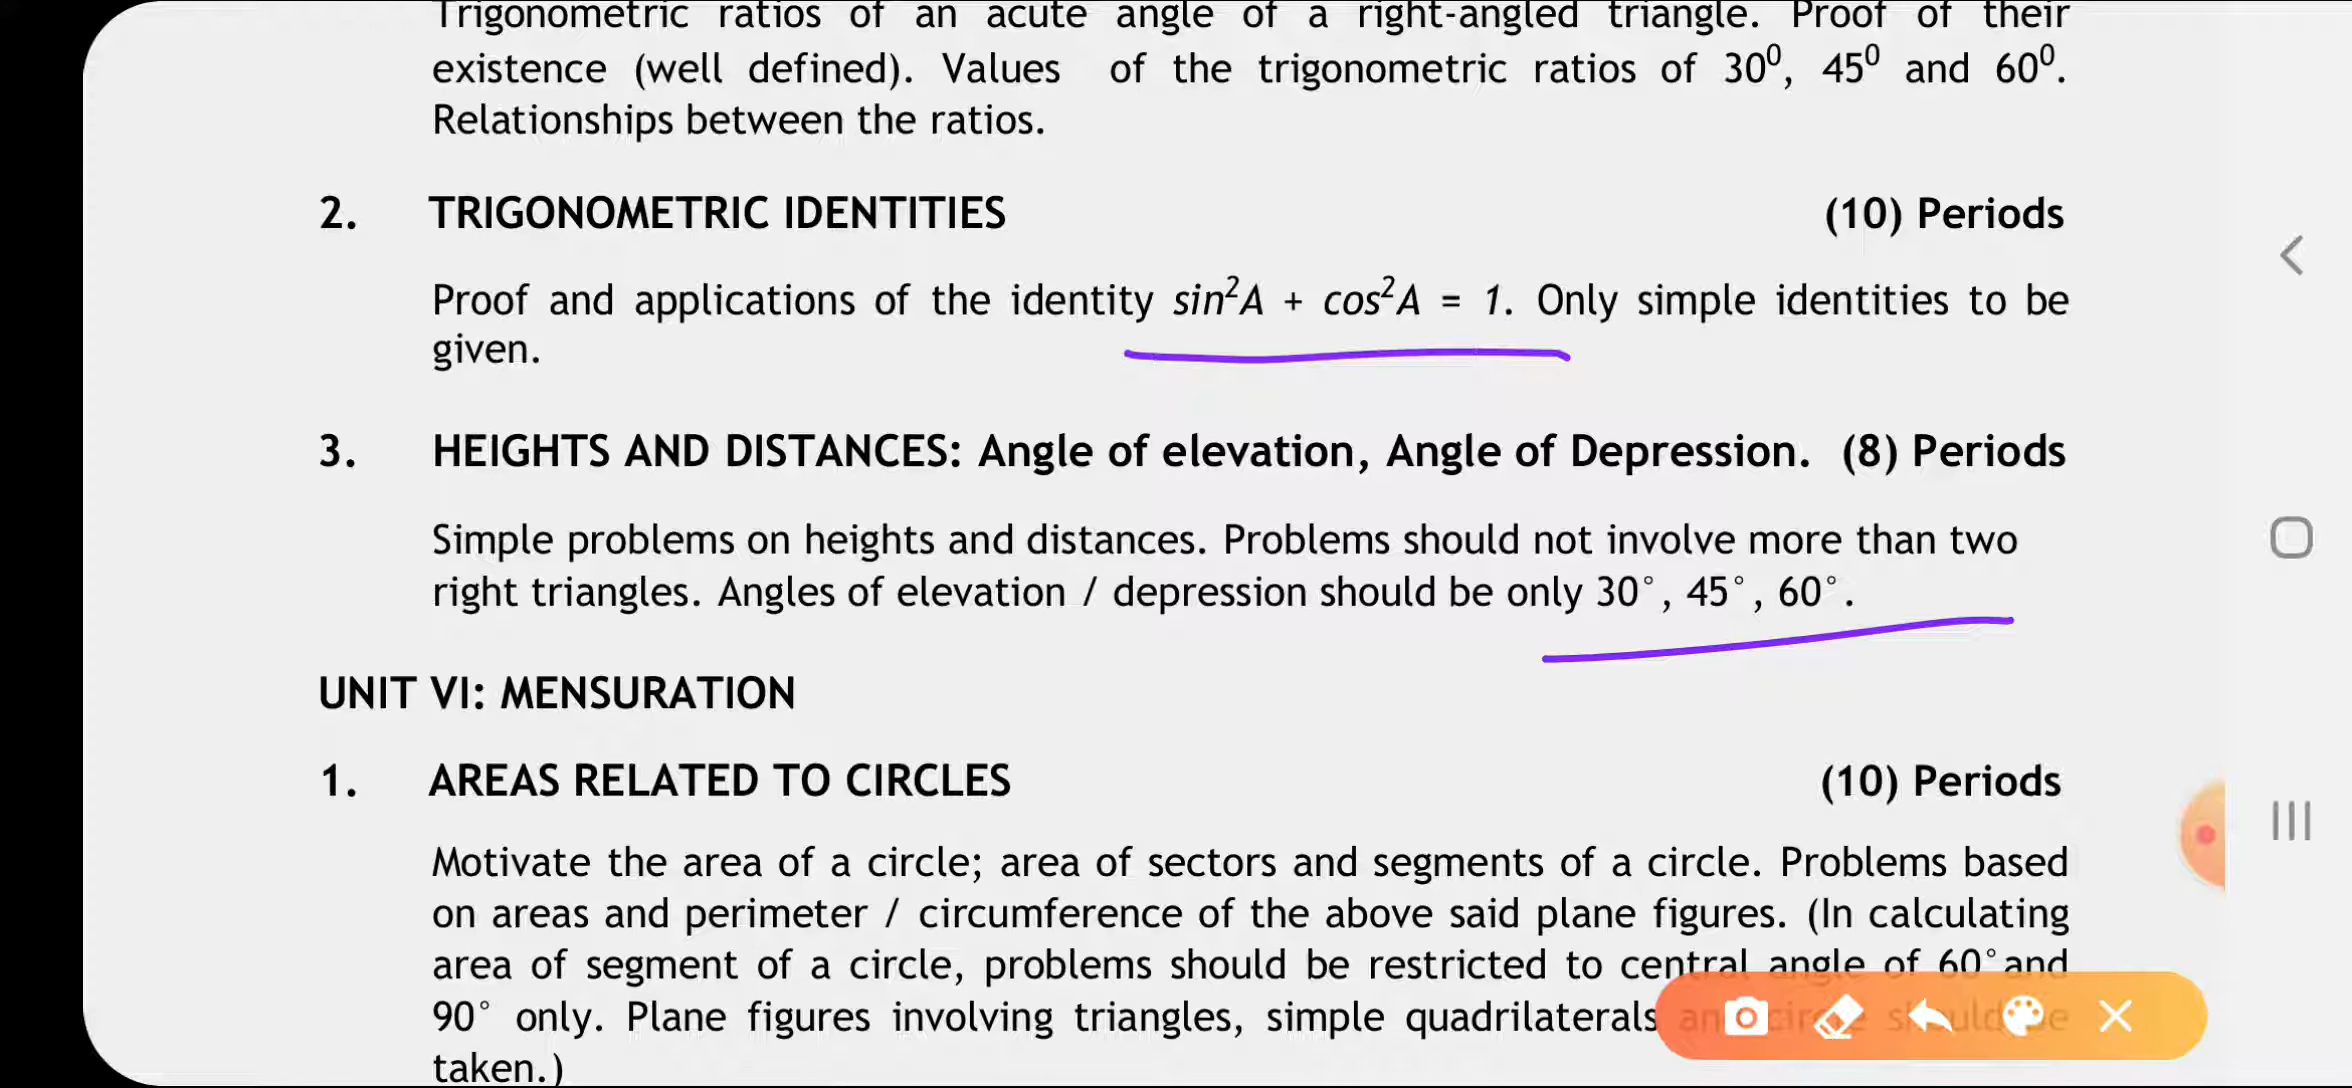 Trigonometric ratios of an acute angle of a right-angled triangle. Proof of their
existence (well defined). Values of the trigonometric ratios of 30⁰, 45⁰ and 60⁰.
Relationships between the ratios.
2. TRIGONOMETRIC IDENTITIES (10) Periods
Proof and applications of the identity sin²A + cos²A = 1. Only simple identities to be
given.
3. HEIGHTS AND DISTANCES: Angle of elevation, Angle of Depression. (8) Periods
Simple problems on heights and distances. Problems should not involve more than two
right triangles. Angles of elevation / depression should be only 30°, 45°, 60°.
UNIT VI: MENSURATION
1. AREAS RELATED TO CIRCLES (10) Periods
Motivate the area of a circle; area of sectors and segments of a circle. Problems based
on areas and perimeter / circumference of the above said plane figures. (In calculating
area of segment of a circle, problems should be restricted to central angle of 60° and
90° only. Plane figures involving triangles, simple quadrilaterals
taken.)